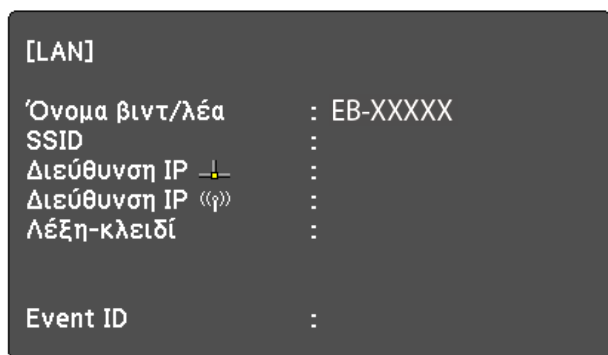 [LAN]
Όνομα βιντ/λέα : EB-XXXXX
SSID :
Διεύθυνση IP :
Διεύθυνση IP :
Λέξη-κλειδί :
Event ID :